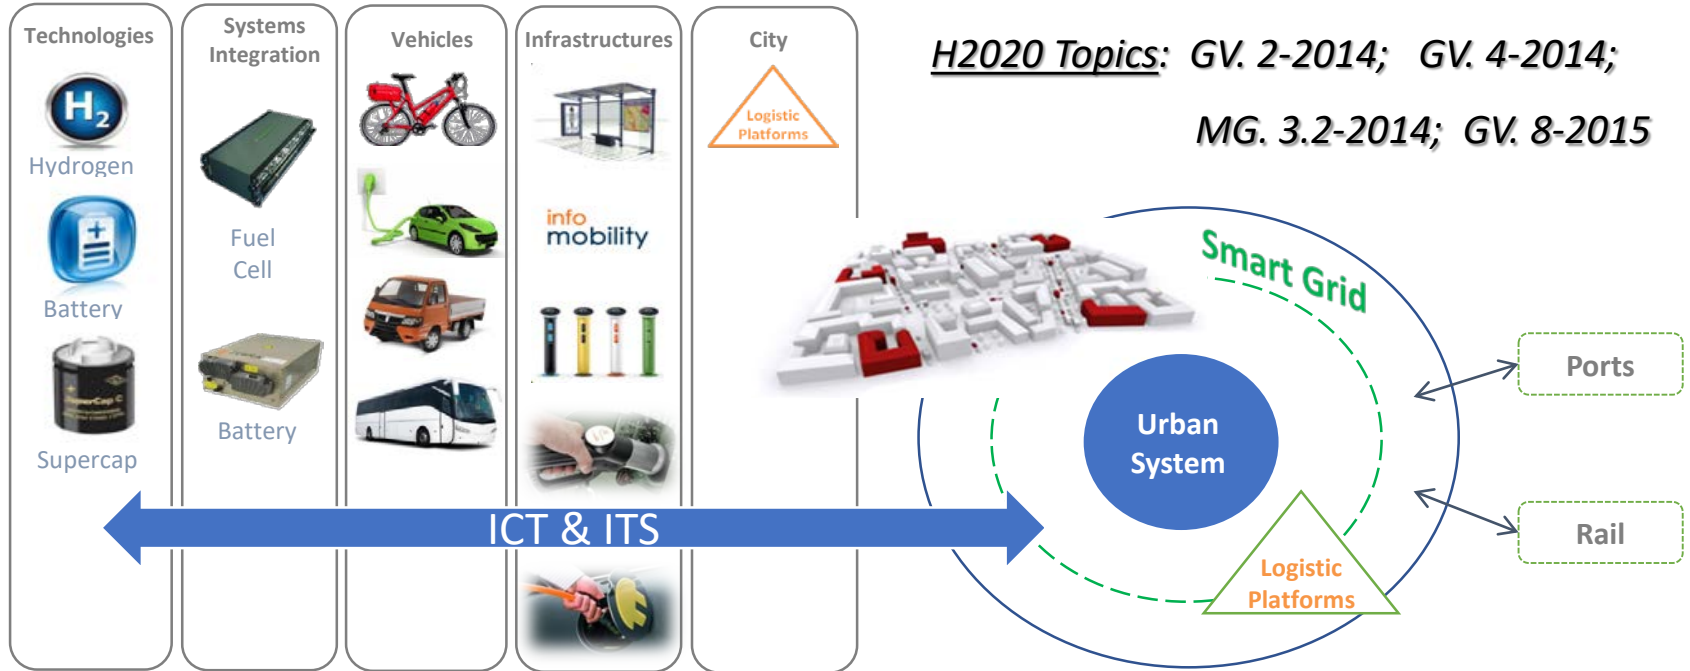 Technologies
H2
Hydrogen
Battery
Supercap
Systems
Integration
Fuel
Cell
Battery
Vehicles
Infrastructures
info
mobility
City
Logistic
Platforms
ICT & ITS
H2020 Topics: GV. 2-2014; GV. 4-2014;
MG. 3.2-2014; GV. 8-2015
Smart Grid
Urban
System
Logistic
Platforms
Ports
Rail